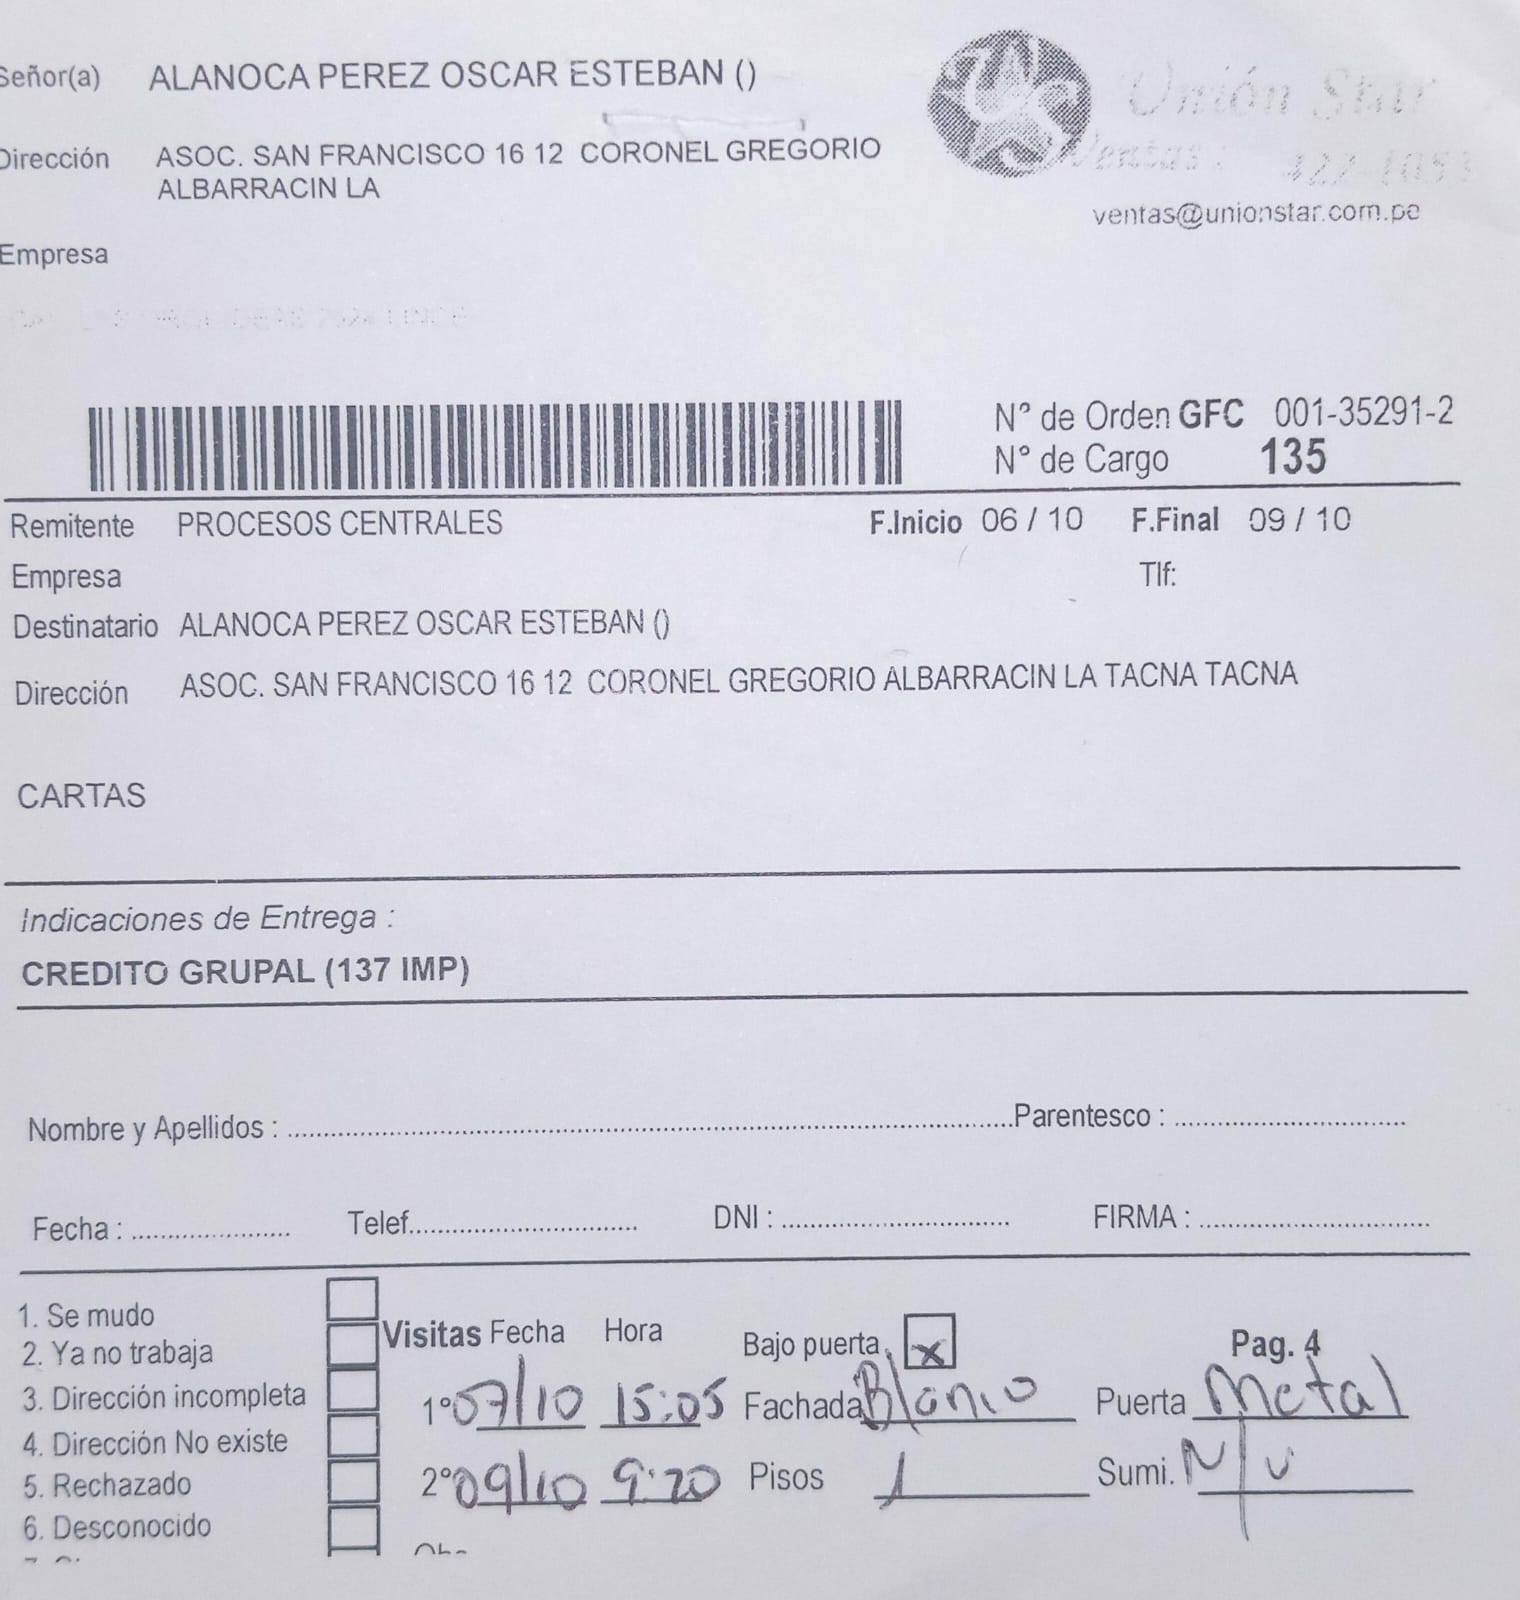 Señor(a) ALANOCA PEREZ OSCAR ESTEBAN ()
Unión Star
Dirección ASOC. SAN FRANCISCO 16 12 CORONEL GREGORIO
ALBARRACIN LA
Ventas :
ventas@unionstar.com.pe
Empresa
N° de Orden GFC 001-35291-2
N° de Cargo 135
Remitente PROCESOS CENTRALES F.Inicio 06 / 10 F.Final 09 / 10
Empresa Tlf:
Destinatario ALANOCA PEREZ OSCAR ESTEBAN ()
Dirección ASOC. SAN FRANCISCO 16 12 CORONEL GREGORIO ALBARRACIN LA TACNA TACNA
CARTAS
Indicaciones de Entrega :
CREDITO GRUPAL (137 IMP)
Nombre y Apellidos : Parentesco :
Fecha : Telef. DNI : FIRMA :
1. Se mudo
2. Ya no trabaja
3. Dirección incompleta
4. Dirección No existe
5. Rechazado
6. Desconocido
Visitas Fecha Hora Bajo puerta x Pag. 4
1° 07/10 15:05 Fachada Blanco Puerta Metal
2° 09/10 9:20 Pisos 1 Sumi. N/V